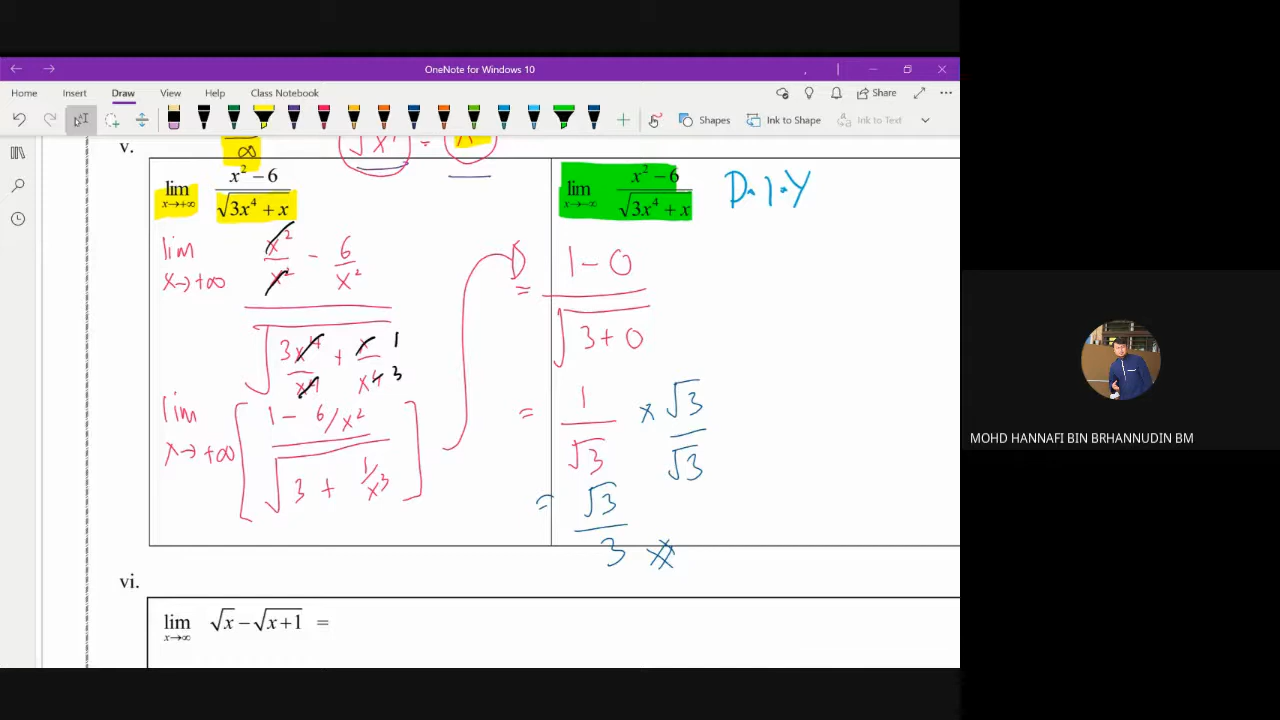 OneNote for Windows 10
Home Insert Draw View Help Class Notebook Share
Shapes Ink to Shape Ink to Text
v.
∞
lim x→+∞ x² − 6 / √3x⁴ + x
lim x→−∞ x² − 6 / √3x⁴ + x
D.I.Y
lim x→+∞ x²/x² − 6/x²
√ 3x⁴/x⁴ + x/x⁴ 1 3
lim x→+∞ [ 1 − 6/x² / √ 3 + 1/x³ ]
= 1 − 0 / √ 3 + 0
= 1/√3 × √3/√3
= √3/3
MOHD HANNAFI BIN BRHANNUDIN BM
vi.
lim x→∞ √x − √x+1 =